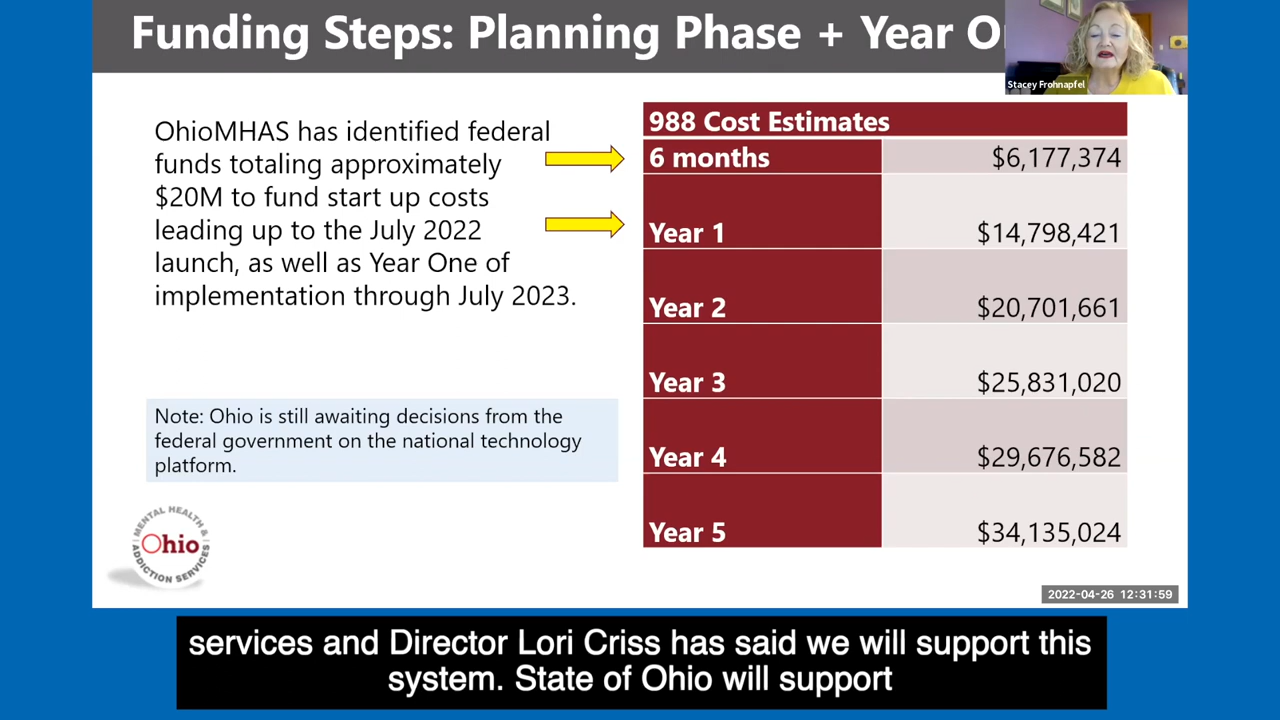 Funding Steps: Planning Phase + Year
Stacey Frohnapfel
OhioMHAS has identified federal
funds totaling approximately
$20M to fund start up costs
leading up to the July 2022
launch, as well as Year One of
implementation through July 2023.
988 Cost Estimates
6 months $6,177,374
Year 1 $14,798,421
Year 2 $20,701,661
Year 3 $25,831,020
Year 4 $29,676,582
Year 5 $34,135,024
Note: Ohio is still awaiting decisions from the
federal government on the national technology
platform.
MENTAL HEALTH &
Ohio
ADDICTION SERVICES
2022-04-26 12:31:59
services and Director Lori Criss has said we will support this
system. State of Ohio will support